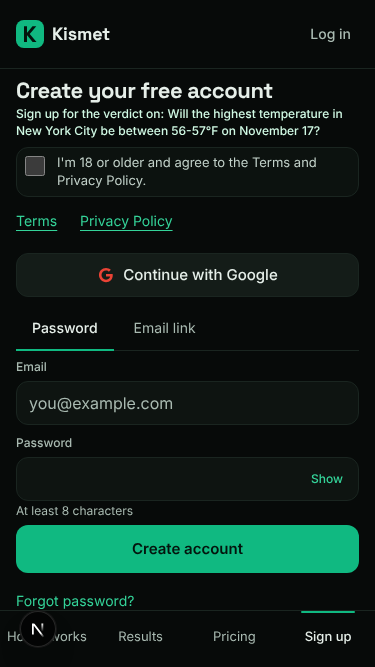 Kismet
Log in
Create your free account
Sign up for the verdict on: Will the highest temperature in
New York City be between 56-57°F on November 17?
I'm 18 or older and agree to the Terms and
Privacy Policy.
Terms Privacy Policy
Continue with Google
Password Email link
Email
you@example.com
Password
Show
At least 8 characters
Create account
Forgot password?
Ho works Results Pricing Sign up